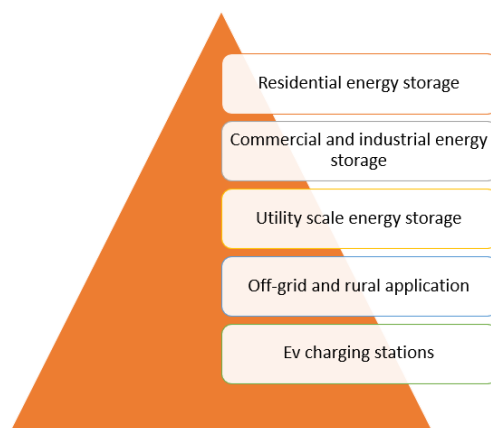 Residential energy storage
Commercial and industrial energy
storage
Utility scale energy storage
Off-grid and rural application
Ev charging stations